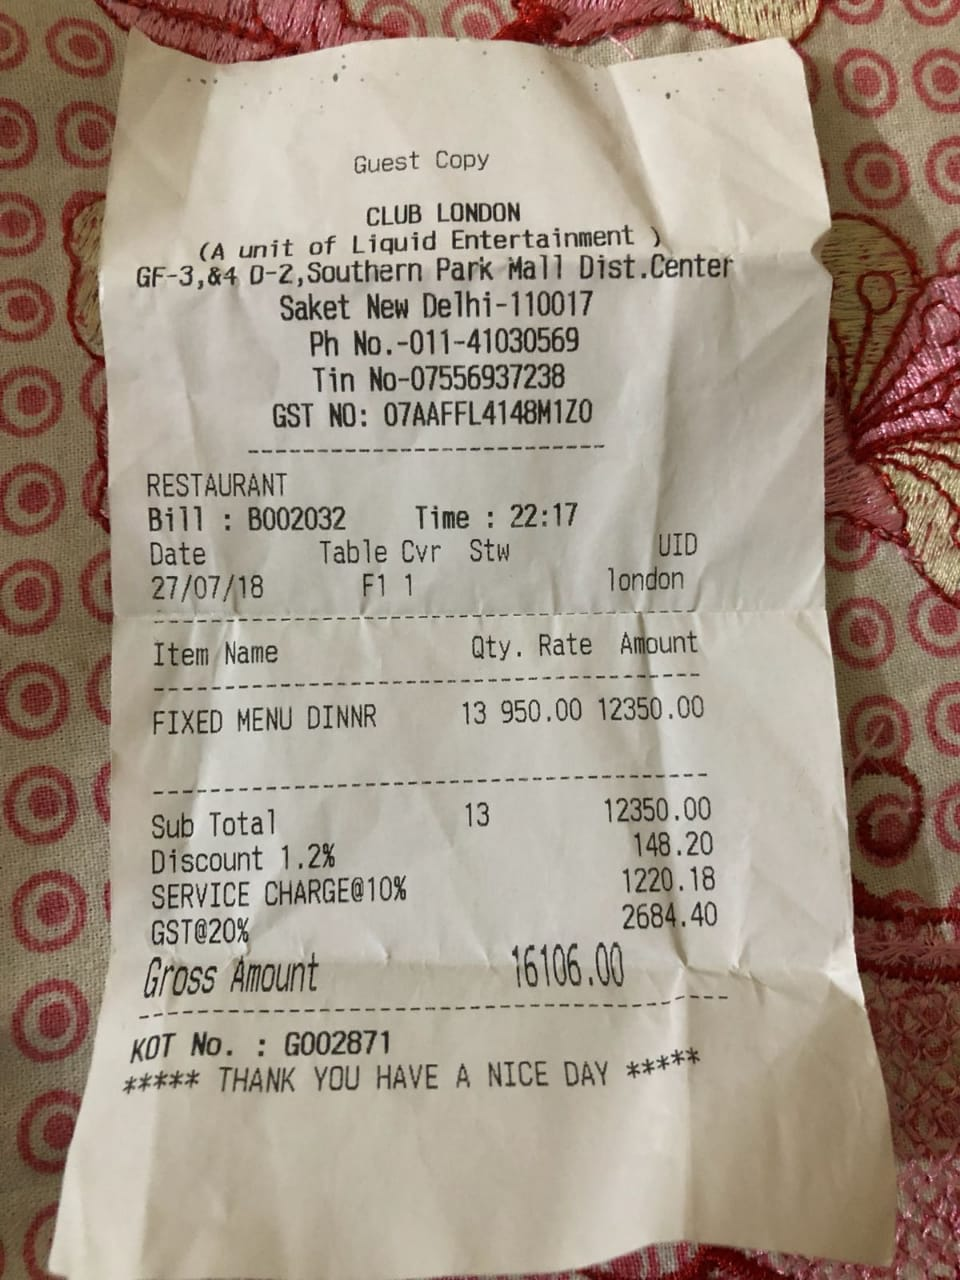 Guest Copy
CLUB LONDON
(A unit of Liquid Entertainment )
GF-3,&4 D-2,Southern Park Mall Dist.Center
Saket New Delhi-110017
Ph No.-011-41030569
Tin No-07556937238
GST NO: 07AAFFL4148M1Z0
RESTAURANT
Bill : B002032 Time : 22:17
Date Table Cvr Stw UID
27/07/18 F1 1 london
Item Name Qty. Rate Amount
FIXED MENU DINNR 13 950.00 12350.00
Sub Total 13 12350.00
Discount 1.2% 148.20
SERVICE CHARGE@10% 1220.18
GST@20% 2684.40
Gross Amount 16106.00
KOT No. : G002871
***** THANK YOU HAVE A NICE DAY *****